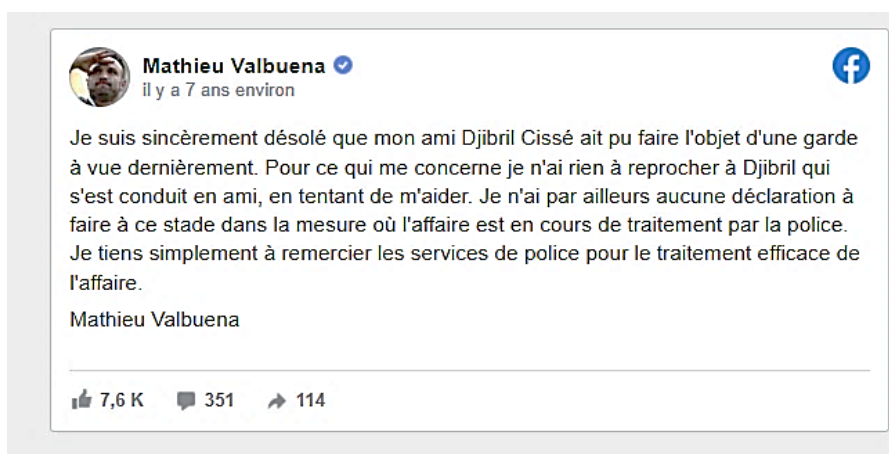 Mathieu Valbuena
il y a 7 ans environ
Je suis sincèrement désolé que mon ami Djibril Cissé ait pu faire l'objet d'une garde
à vue dernièrement. Pour ce qui me concerne je n'ai rien à reprocher à Djibril qui
s'est conduit en ami, en tentant de m'aider. Je n'ai par ailleurs aucune déclaration à
faire à ce stade dans la mesure où l'affaire est en cours de traitement par la police.
Je tiens simplement à remercier les services de police pour le traitement efficace de
l'affaire.
Mathieu Valbuena
7,6 K 351 114